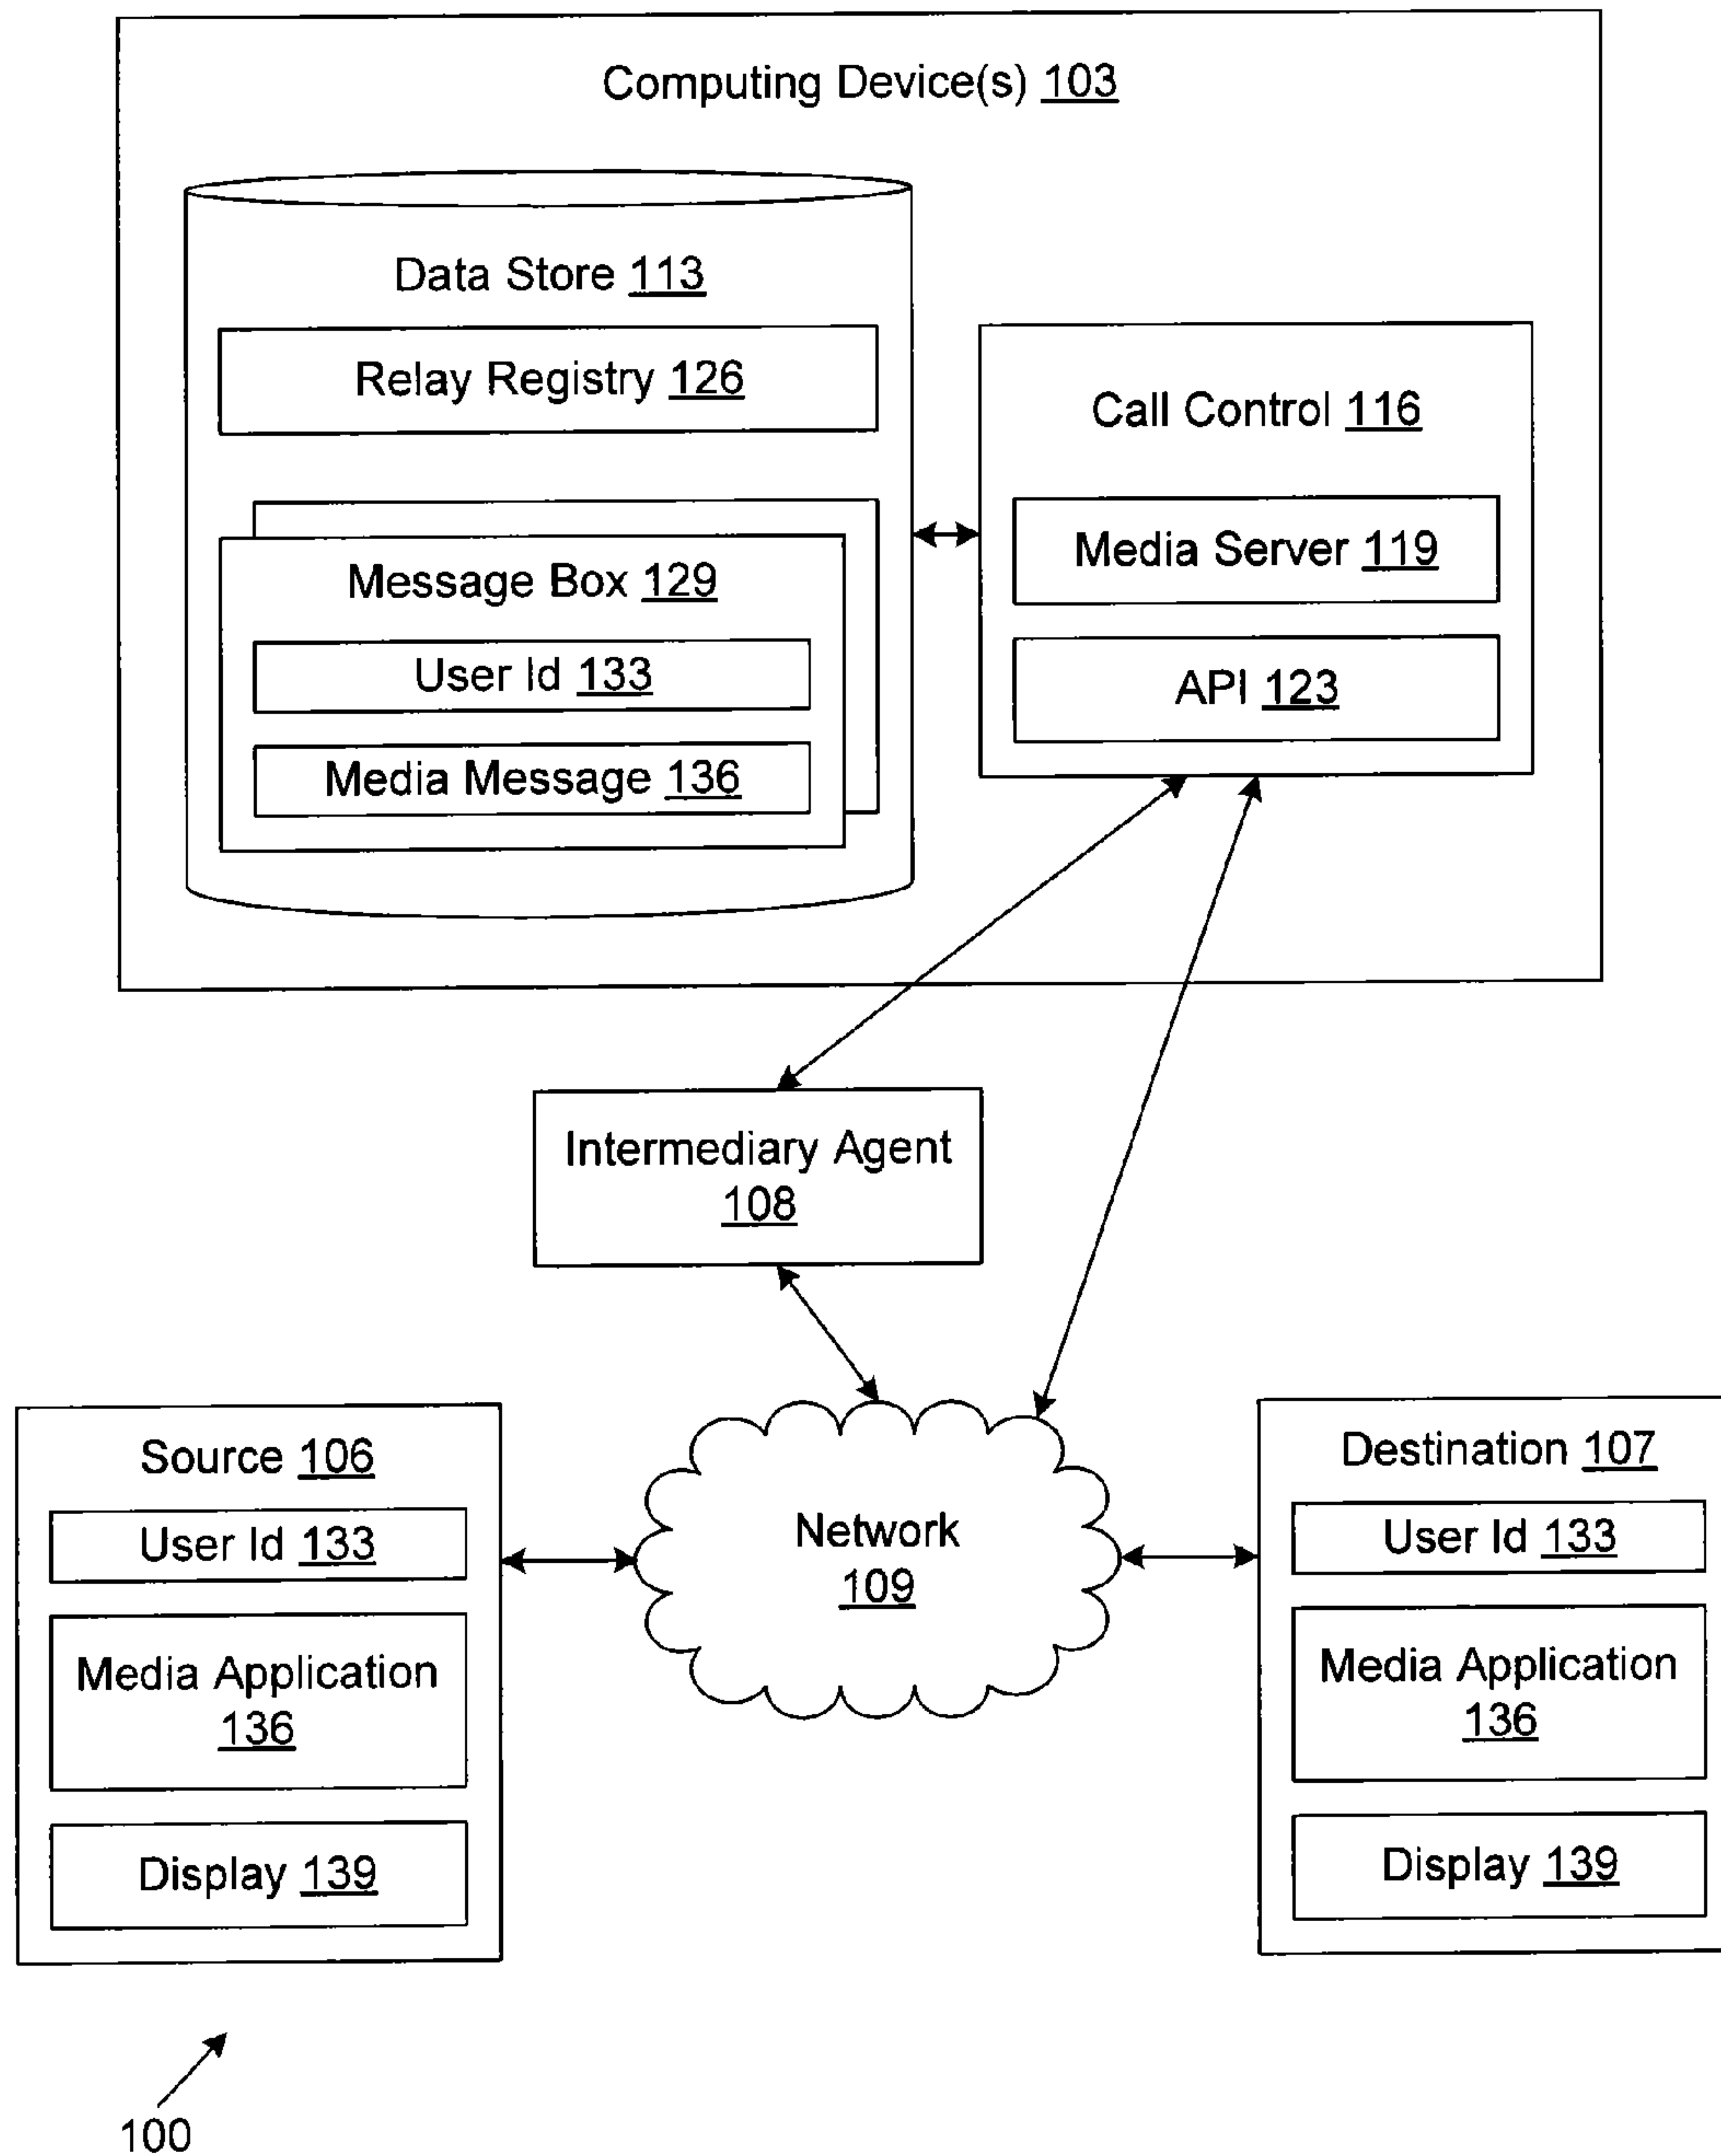 Computing Device(s) 103
Data Store 113
Relay Registry 126
Message Box 129
User Id 133
Media Message 136
Call Control 116
Media Server 119
API 123
Intermediary Agent
108
Source 106
User Id 133
Media Application
136
Display 139
Network
109
Destination 107
User Id 133
Media Application
136
Display 139
100